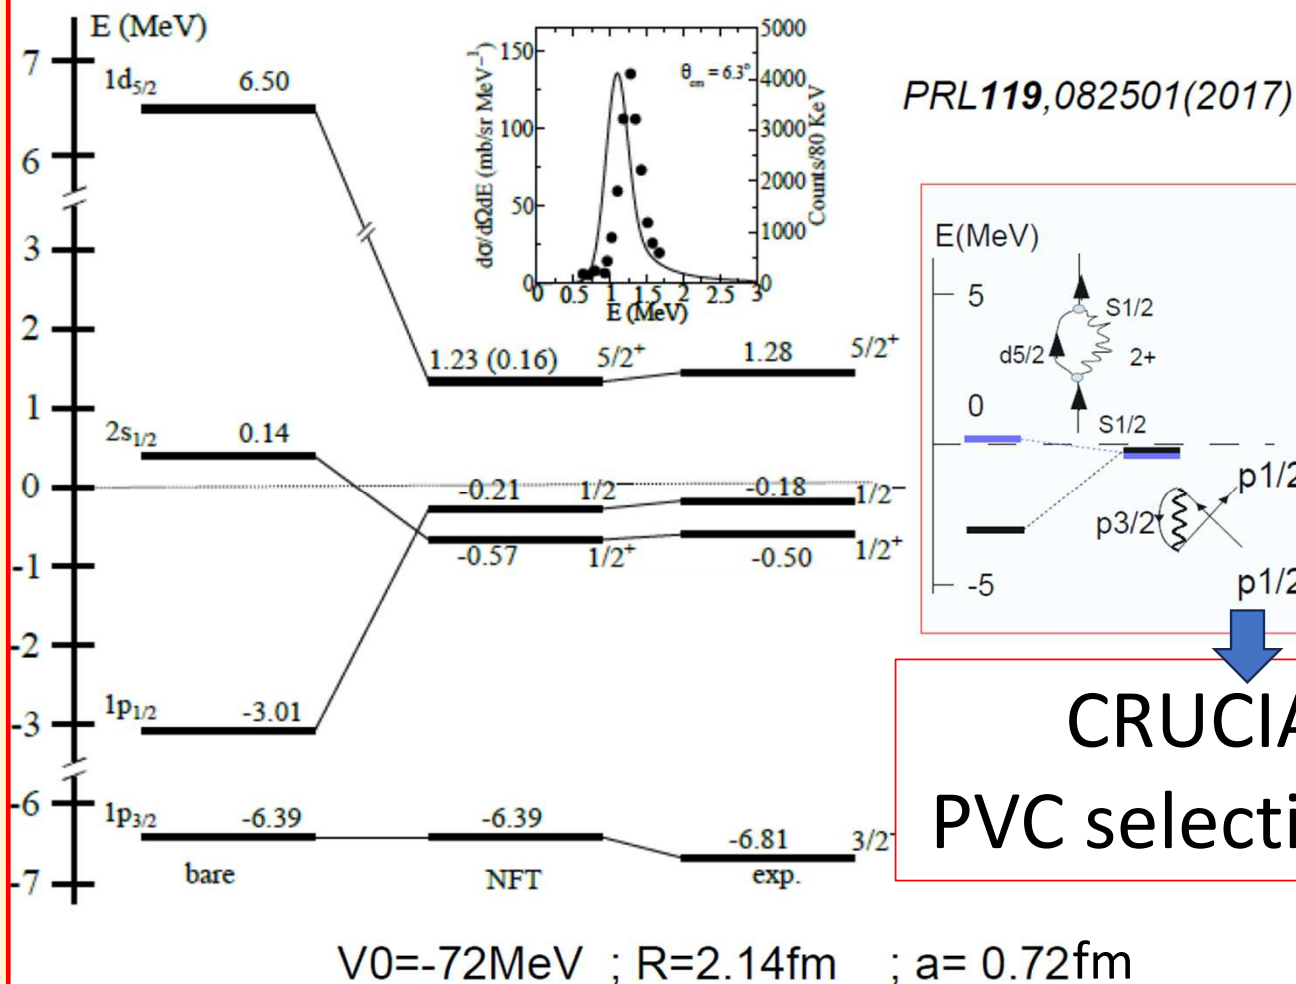 E (MeV)
7
6
3
2
1
0
-1
-2
-3
-6
-7
1d5/2 6.50
2s1/2 0.14
1p1/2 -3.01
1p3/2 -6.39
bare
1.23 (0.16) 5/2+
-0.21 1/2-
-0.57 1/2+
-6.39
NFT
1.28 5/2+
-0.18 1/2-
-0.50 1/2+
-6.81 3/2-
exp.
dσ/dΩdE (mb/sr MeV-1)
150
100
50
0
θcm = 6.3°
5000
4000
3000
2000
1000
0
Counts/80 KeV
0 0.5 1 1.5 2 2.5 3
E (MeV)
PRL119,082501(2017)
E(MeV)
5
0
-5
S1/2
d5/2 2+
S1/2
p1/2
p3/2
p1/2
CRUCIA
PVC selecti
V0=-72MeV ; R=2.14fm ; a= 0.72fm